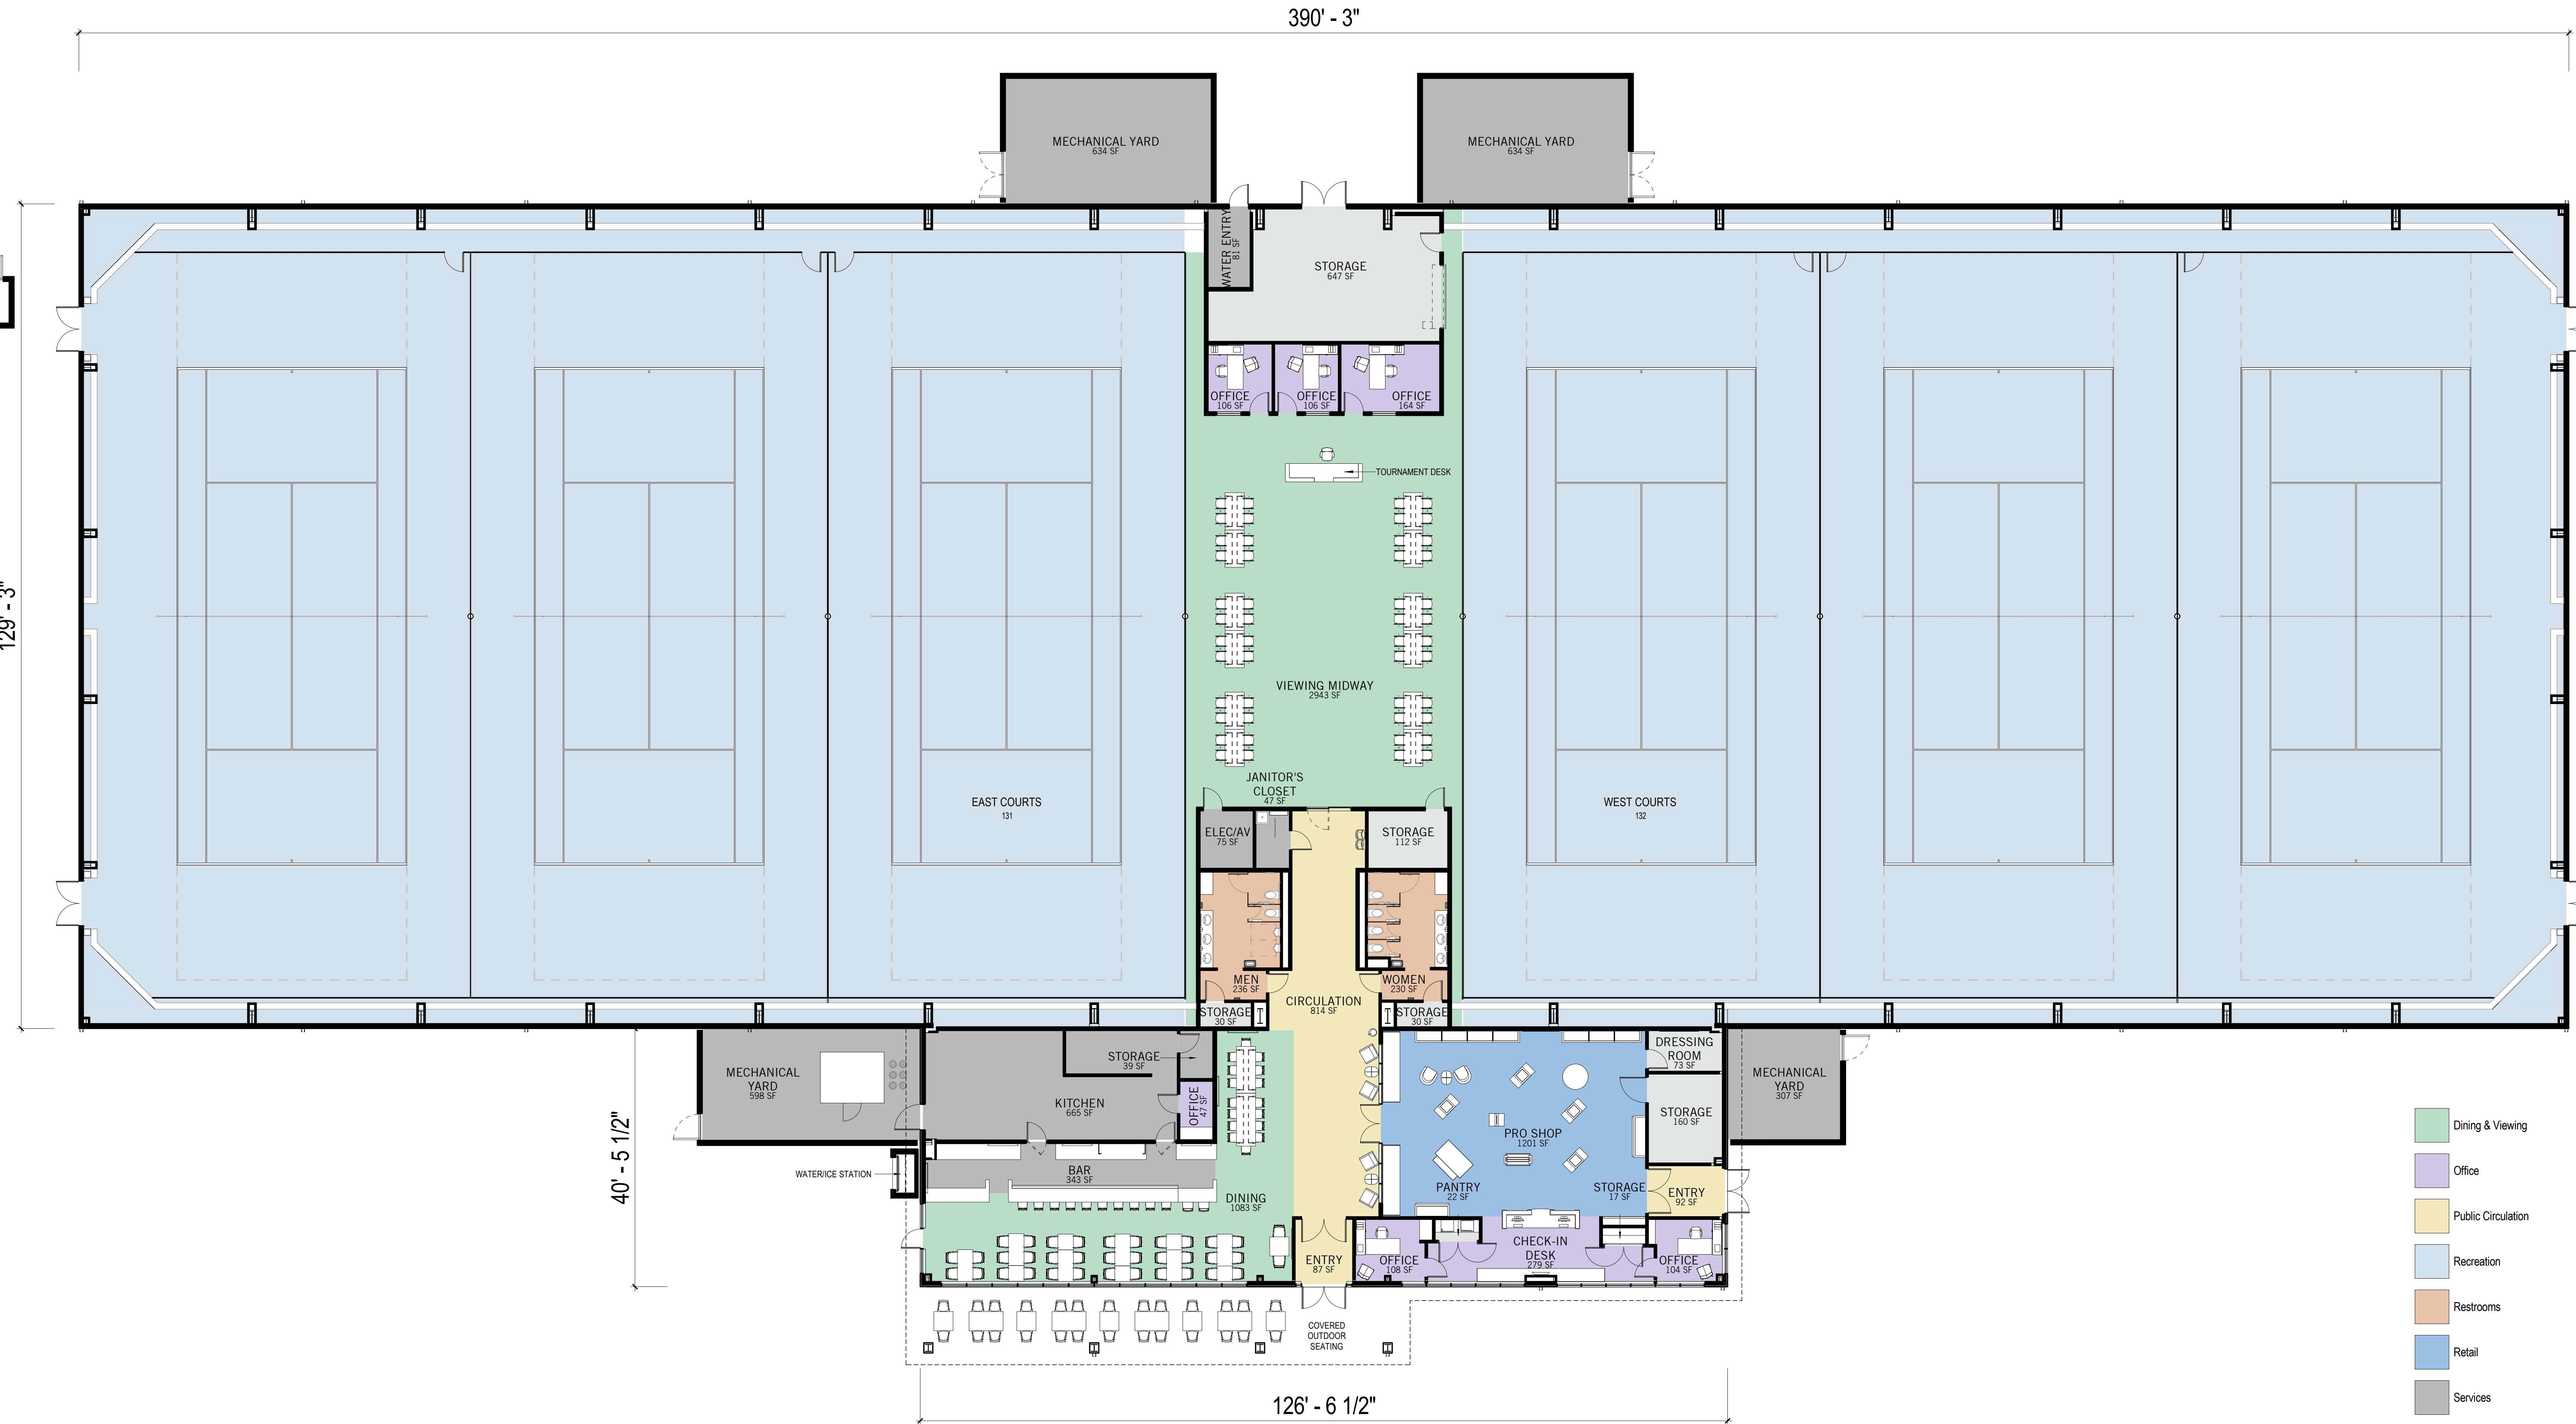 390' - 3"
MECHANICAL YARD
634 SF
MECHANICAL YARD
634 SF
129' - 3"
WATER ENTRY
81 SF
STORAGE
647 SF
OFFICE
106 SF
OFFICE
106 SF
OFFICE
164 SF
TOURNAMENT DESK
VIEWING MIDWAY
2943 SF
JANITOR'S
CLOSET
47 SF
EAST COURTS
131
WEST COURTS
132
ELEC/AV
75 SF
STORAGE
112 SF
MEN
236 SF
WOMEN
230 SF
CIRCULATION
814 SF
STORAGE
30 SF
STORAGE
30 SF
MECHANICAL
YARD
598 SF
STORAGE
39 SF
KITCHEN
665 SF
OFFICE
47 SF
DRESSING
ROOM
73 SF
MECHANICAL
YARD
307 SF
STORAGE
160 SF
PRO SHOP
1201 SF
40' - 5 1/2"
WATER/ICE STATION
BAR
343 SF
DINING
1083 SF
PANTRY
22 SF
STORAGE
17 SF
ENTRY
92 SF
ENTRY
87 SF
OFFICE
108 SF
CHECK-IN
DESK
279 SF
OFFICE
104 SF
COVERED
OUTDOOR
SEATING
126' - 6 1/2"
Dining & Viewing
Office
Public Circulation
Recreation
Restrooms
Retail
Services